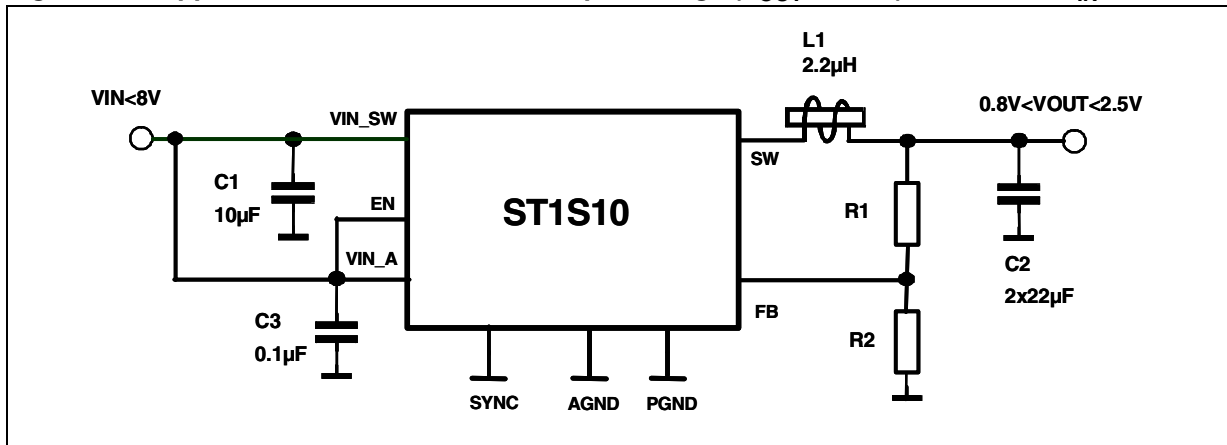 VIN<8V
VIN_SW
EN
VIN_A
C1
10µF
C3
0.1µF
ST1S10
SYNC
AGND
PGND
SW
FB
L1
2.2µH
0.8V<VOUT<2.5V
R1
R2
C2
2x22µF